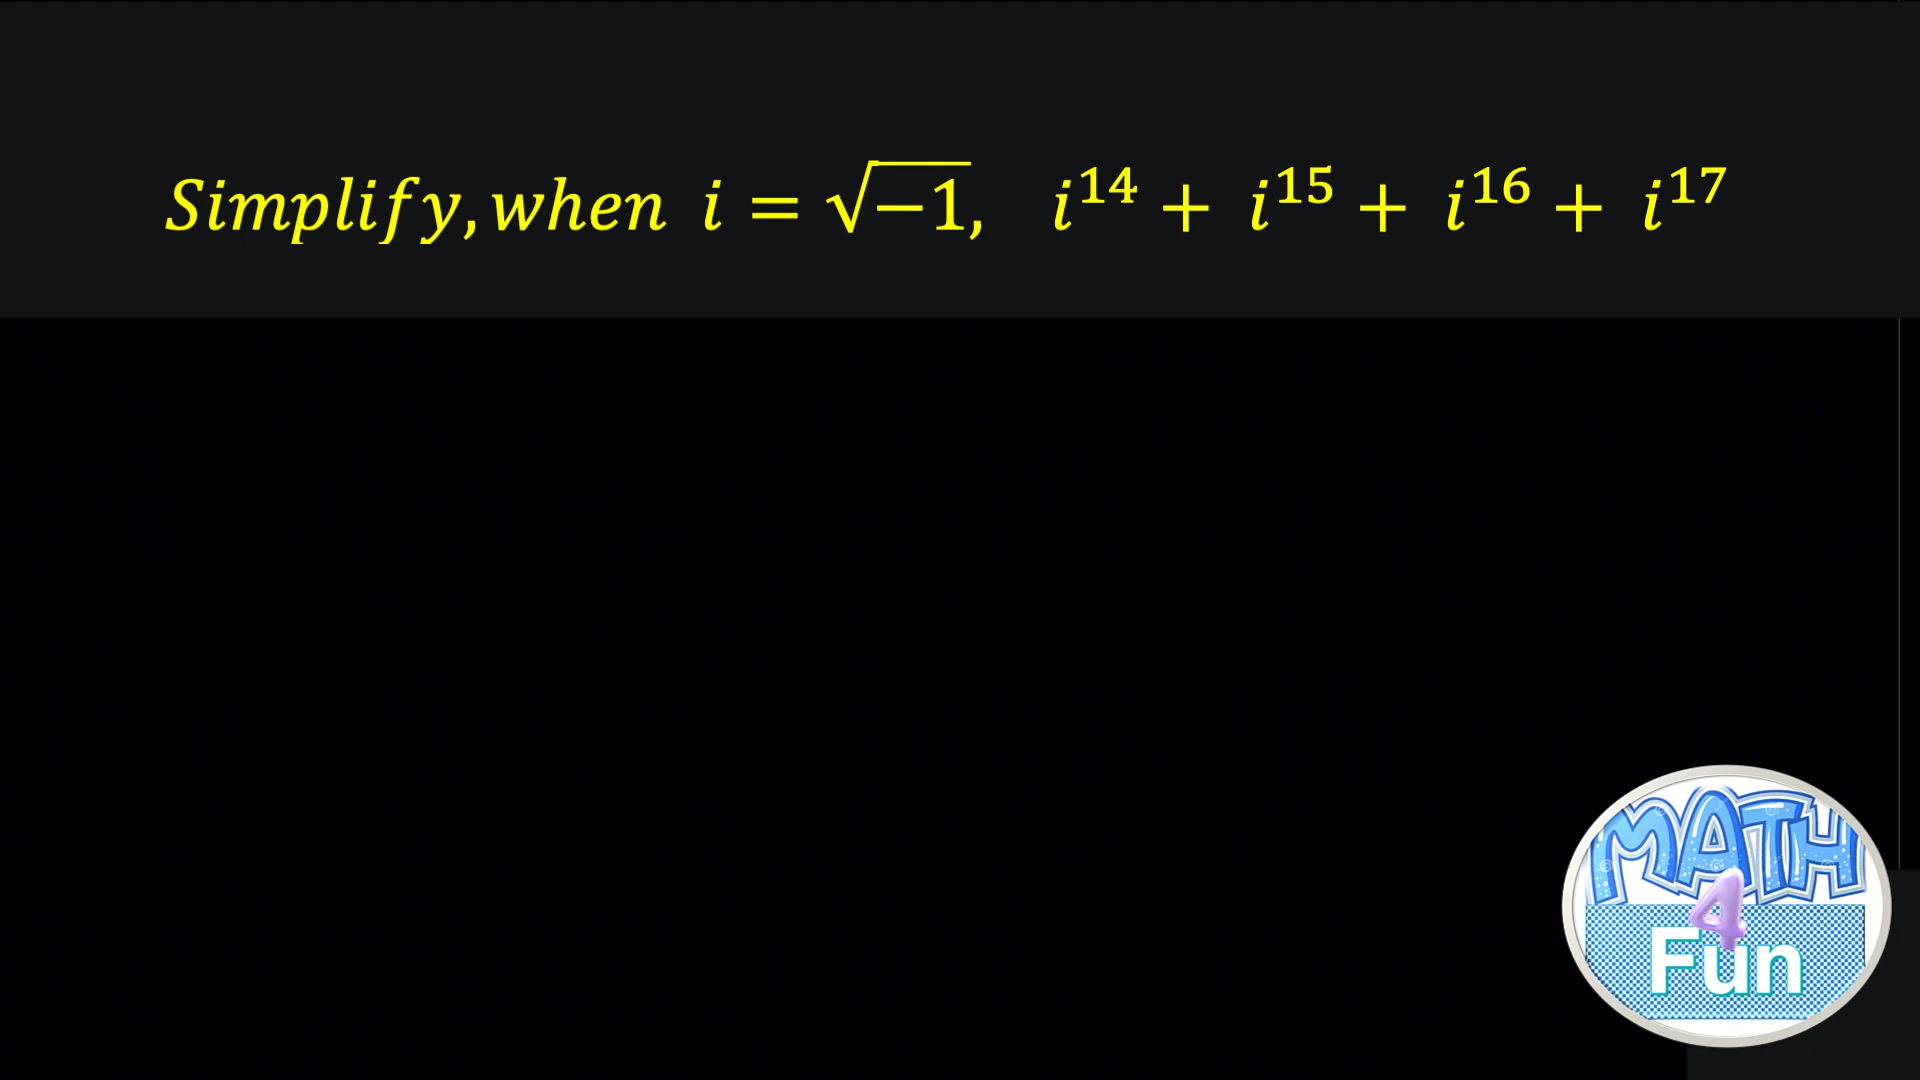 Simplify, when i = √−1, i¹⁴ + i¹⁵ + i¹⁶ + i¹⁷
MATH
4
Fun